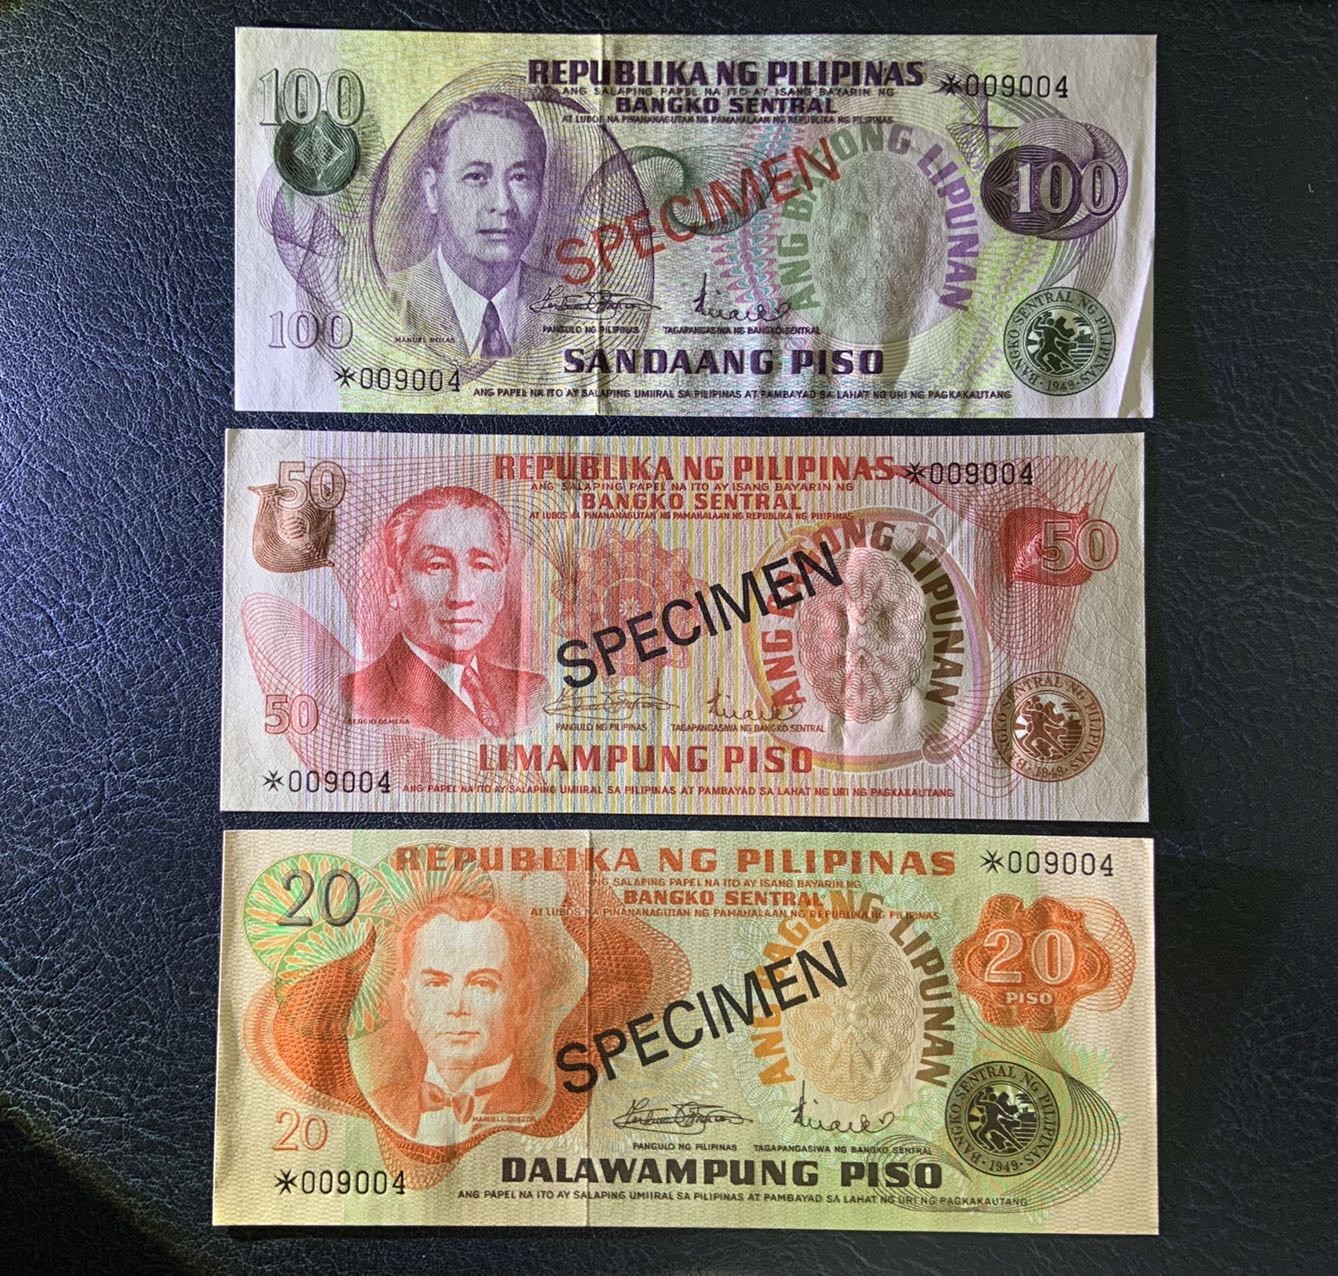 100
REPUBLIKA NG PILIPINAS
*009004
ANG SALAPING PAPEL NA ITO AY ISANG BAYARIN NG
BANGKO SENTRAL
AT LUBOS NA PINANANAGUTAN NG PAMAHALAAN NG REPUBLIKA NG PILIPINAS
ANG BAGONG LIPUNAN
100
SPECIMEN
100
MANUEL ROXAS
PANGULO NG PILIPINAS
TAGAPANGASIWA NG BANGKO SENTRAL
BANGKO SENTRAL NG PILIPINAS
·1949·
SANDAANG PISO
*009004
ANG PAPEL NA ITO AY SALAPING UMIIRAL SA PILIPINAS AT PAMBAYAD SA LAHAT NG URI NG PAGKAKAUTANG
50
REPUBLIKA NG PILIPINAS
*009004
ANG SALAPING PAPEL NA ITO AY ISANG BAYARIN NG
BANGKO SENTRAL
AT LUBOS NA PINANANAGUTAN NG PAMAHALAAN NG REPUBLIKA NG PILIPINAS
ANG BAGONG LIPUNAN
50
SPECIMEN
50
SERGIO OSMEÑA
PANGULO NG PILIPINAS
TAGAPANGASIWA NG BANGKO SENTRAL
BANGKO SENTRAL NG PILIPINAS
·1949·
LIMAMPUNG PISO
*009004
ANG PAPEL NA ITO AY SALAPING UMIIRAL SA PILIPINAS AT PAMBAYAD SA LAHAT NG URI NG PAGKAKAUTANG
20
REPUBLIKA NG PILIPINAS
*009004
ANG SALAPING PAPEL NA ITO AY ISANG BAYARIN NG
BANGKO SENTRAL
AT LUBOS NA PINANANAGUTAN NG PAMAHALAAN NG REPUBLIKA NG PILIPINAS
ANG BAGONG LIPUNAN
20
PISO
SPECIMEN
20
MANUEL L. QUEZON
PANGULO NG PILIPINAS
TAGAPANGASIWA NG BANGKO SENTRAL
BANGKO SENTRAL NG PILIPINAS
·1949·
DALAWAMPUNG PISO
*009004
ANG PAPEL NA ITO AY SALAPING UMIIRAL SA PILIPINAS AT PAMBAYAD SA LAHAT NG URI NG PAGKAKAUTANG